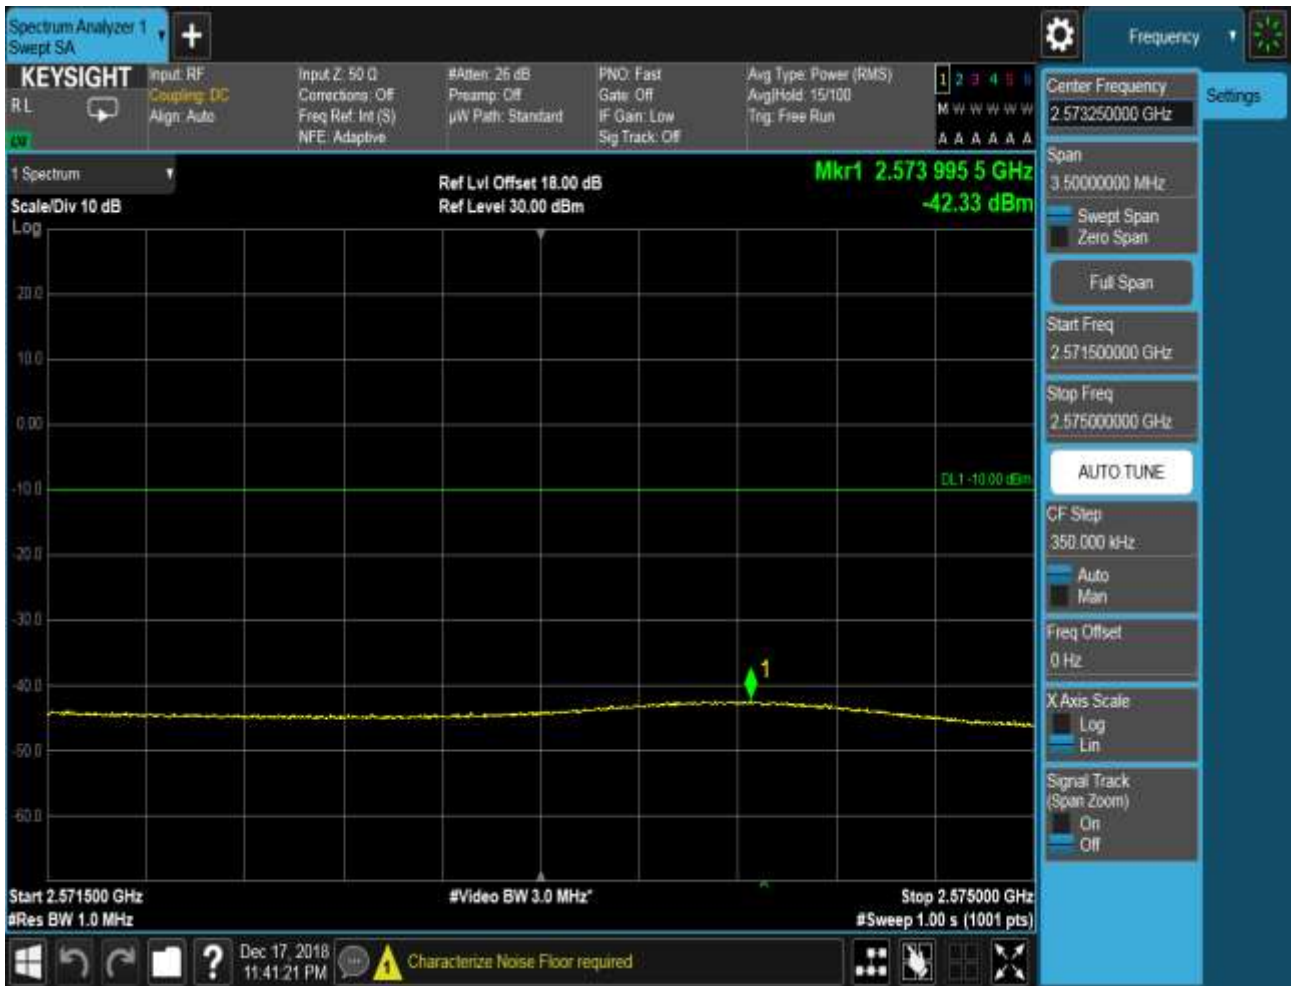 Spectrum Analyzer 1
Swept SA
Frequency
KEYSIGHT
R L
Input: RF
Coupling: DC
Align: Auto
Input Z: 50 Ω
Corrections: Off
Freq Ref: Int (S)
NFE: Adaptive
#Atten: 26 dB
Preamp: Off
µW Path: Standard
PNO: Fast
Gate: Off
IF Gain: Low
Sig Track: Off
Avg Type: Power (RMS)
Avg|Hold: 15/100
Trig: Free Run
1 2 3 4 5 6
M W W W W W
A A A A A A
1 Spectrum
Scale/Div 10 dB
Log
Ref Lvl Offset 18.00 dB
Ref Level 30.00 dBm
Mkr1 2.573 995 5 GHz
-42.33 dBm
20.0
10.0
0.00
-10.0
-20.0
-30.0
-40.0
-50.0
-60.0
DL1 -10.00 dBm
1
Start 2.571500 GHz
#Res BW 1.0 MHz
#Video BW 3.0 MHz*
Stop 2.575000 GHz
#Sweep 1.00 s (1001 pts)
Center Frequency
2.573250000 GHz
Settings
Span
3.50000000 MHz
Swept Span
Zero Span
Full Span
Start Freq
2.571500000 GHz
Stop Freq
2.575000000 GHz
AUTO TUNE
CF Step
350.000 kHz
Auto
Man
Freq Offset
0 Hz
X Axis Scale
Log
Lin
Signal Track
(Span Zoom)
On
Off
?
Dec 17, 2018
11:41:21 PM
1
Characterize Noise Floor required